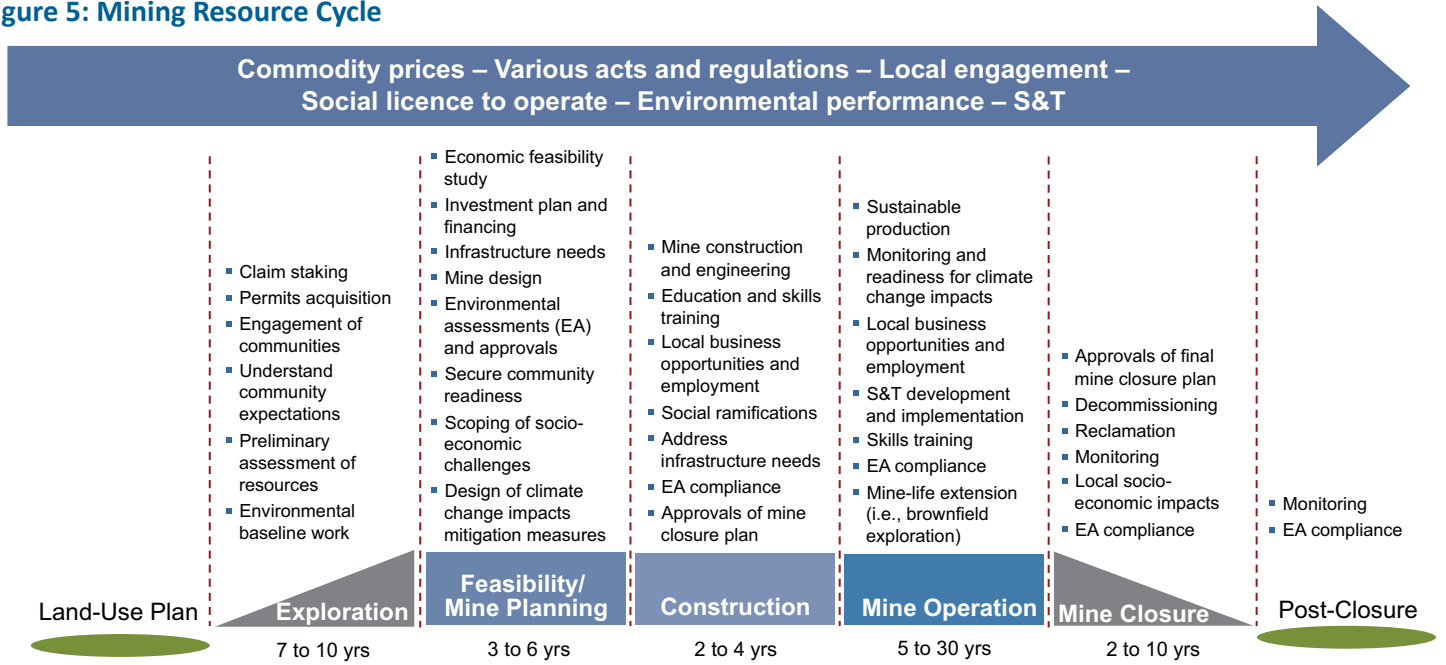 igure 5: Mining Resource Cycle
Commodity prices – Various acts and regulations – Local engagement –
Social licence to operate – Environmental performance – S&T
Land-Use Plan
▪ Claim staking
▪ Permits acquisition
▪ Engagement of
communities
▪ Understand
community
expectations
▪ Preliminary
assessment of
resources
▪ Environmental
baseline work
Exploration
7 to 10 yrs
▪ Economic feasibility
study
▪ Investment plan and
financing
▪ Infrastructure needs
▪ Mine design
▪ Environmental
assessments (EA)
and approvals
▪ Secure community
readiness
▪ Scoping of socio-
economic
challenges
▪ Design of climate
change impacts
mitigation measures
Feasibility/
Mine Planning
3 to 6 yrs
▪ Mine construction
and engineering
▪ Education and skills
training
▪ Local business
opportunities and
employment
▪ Social ramifications
▪ Address
infrastructure needs
▪ EA compliance
▪ Approvals of mine
closure plan
Construction
2 to 4 yrs
▪ Sustainable
production
▪ Monitoring and
readiness for climate
change impacts
▪ Local business
opportunities and
employment
▪ S&T development
and implementation
▪ Skills training
▪ EA compliance
▪ Mine-life extension
(i.e., brownfield
exploration)
Mine Operation
5 to 30 yrs
▪ Approvals of final
mine closure plan
▪ Decommissioning
▪ Reclamation
▪ Monitoring
▪ Local socio-
economic impacts
▪ EA compliance
Mine Closure
2 to 10 yrs
▪ Monitoring
▪ EA compliance
Post-Closure